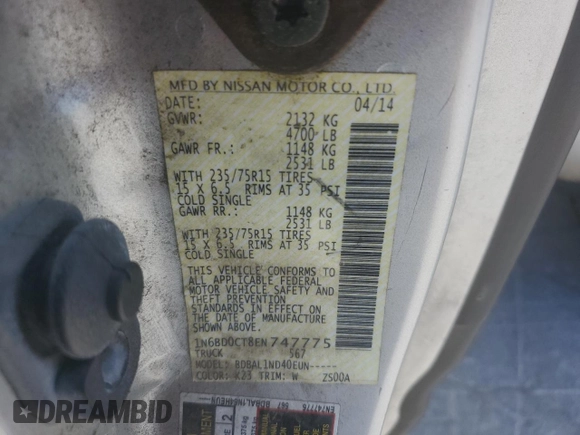 MFD BY NISSAN MOTOR CO., LTD.
DATE: 04/14
GVWR: 2132 KG
4700 LB
GAWR FR.: 1148 KG
2531 LB
WITH 235/75R15 TIRES
15 X 6.5 RIMS AT 35 PSI
COLD SINGLE
GAWR RR.: 1148 KG
2531 LB
WITH 235/75R15 TIRES
15 X 6.5 RIMS AT 35 PSI
COLD SINGLE
THIS VEHICLE CONFORMS TO
ALL APPLICABLE FEDERAL
MOTOR VEHICLE SAFETY AND
THEFT PREVENTION
STANDARDS IN EFFECT ON
THE DATE OF MANUFACTURE
SHOWN ABOVE.
1N6BD0CT8EN747775
TRUCK 567
MODEL: BDBAL1ND40EUN-----
COLOR: K23 TRIM: W ZS00A
DREAMBID
DREAMBID